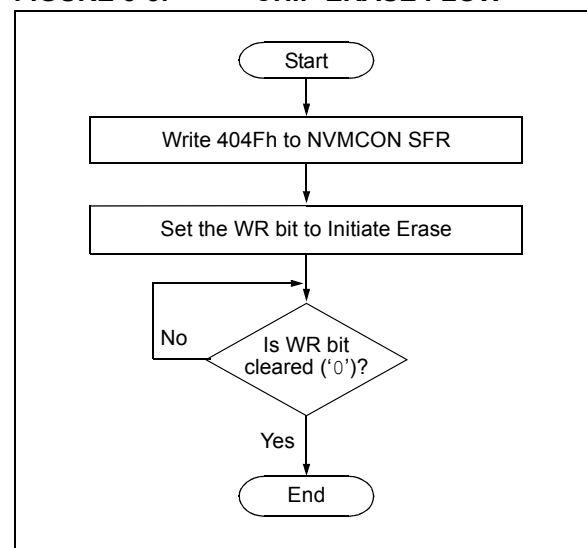 Start
Write 404Fh to NVMCON SFR
Set the WR bit to Initiate Erase
No
Is WR bit
cleared (‘0’)?
Yes
End